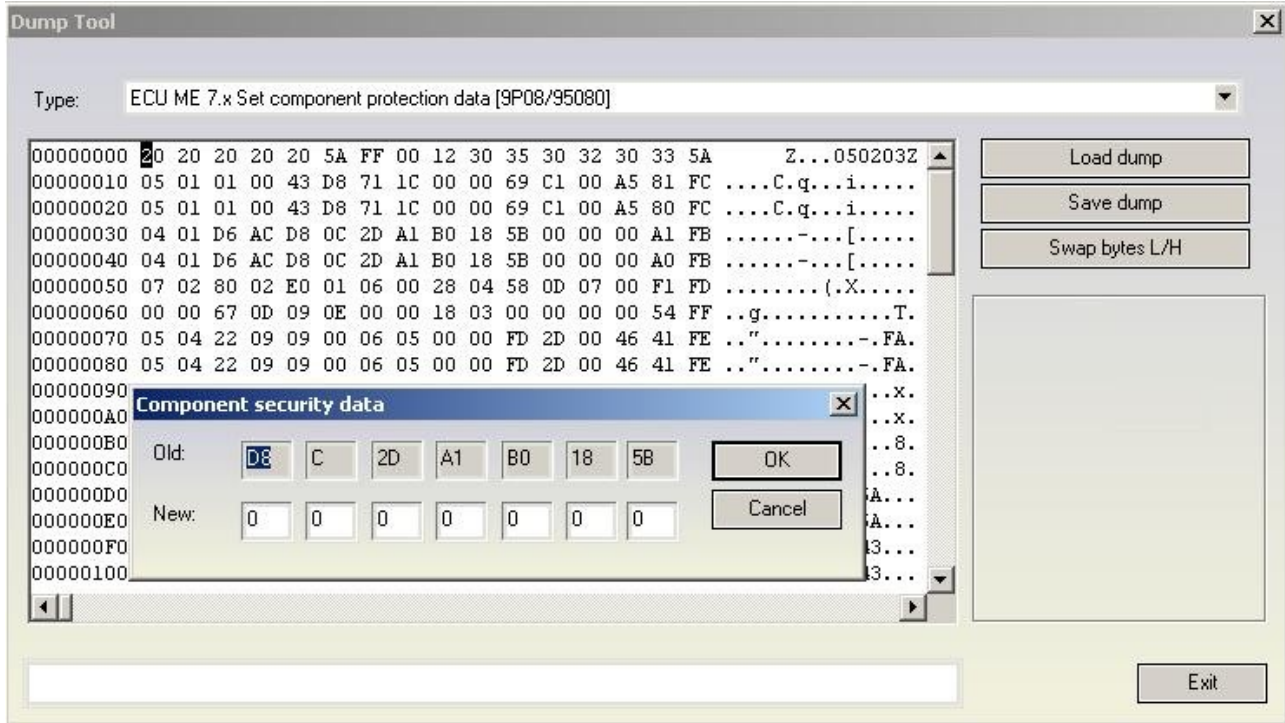 Dump Tool
Type: ECU ME 7.x Set component protection data [9P08/95080]
00000000 20 20 20 20 20 5A FF 00 12 30 35 30 32 30 33 5A      Z...050203Z
00000010 05 01 01 00 43 D8 71 1C 00 00 69 C1 00 A5 81 FC ....C.q...i.....
00000020 05 01 01 00 43 D8 71 1C 00 00 69 C1 00 A5 80 FC ....C.q...i.....
00000030 04 01 D6 AC D8 0C 2D A1 B0 18 5B 00 00 00 A1 FB ......-...[.....
00000040 04 01 D6 AC D8 0C 2D A1 B0 18 5B 00 00 00 A0 FB ......-...[.....
00000050 07 02 80 02 E0 01 06 00 28 04 58 0D 07 00 F1 FD ........(.X.....
00000060 00 00 67 0D 09 0E 00 00 18 03 00 00 00 00 54 FF ..g...........T.
00000070 05 04 22 09 09 00 06 05 00 00 FD 2D 00 46 41 FE .."........-.FA.
00000080 05 04 22 09 09 00 06 05 00 00 FD 2D 00 46 41 FE .."........-.FA.
00000090 ..x.
000000A0 ..x.
000000B0 ..8.
000000C0 ..8.
000000D0 A...
000000E0 A...
000000F0 3...
00000100 3...
Load dump
Save dump
Swap bytes L/H
Component security data
Old: D8 C 2D A1 B0 18 5B
OK
New: 0 0 0 0 0 0 0
Cancel
Exit